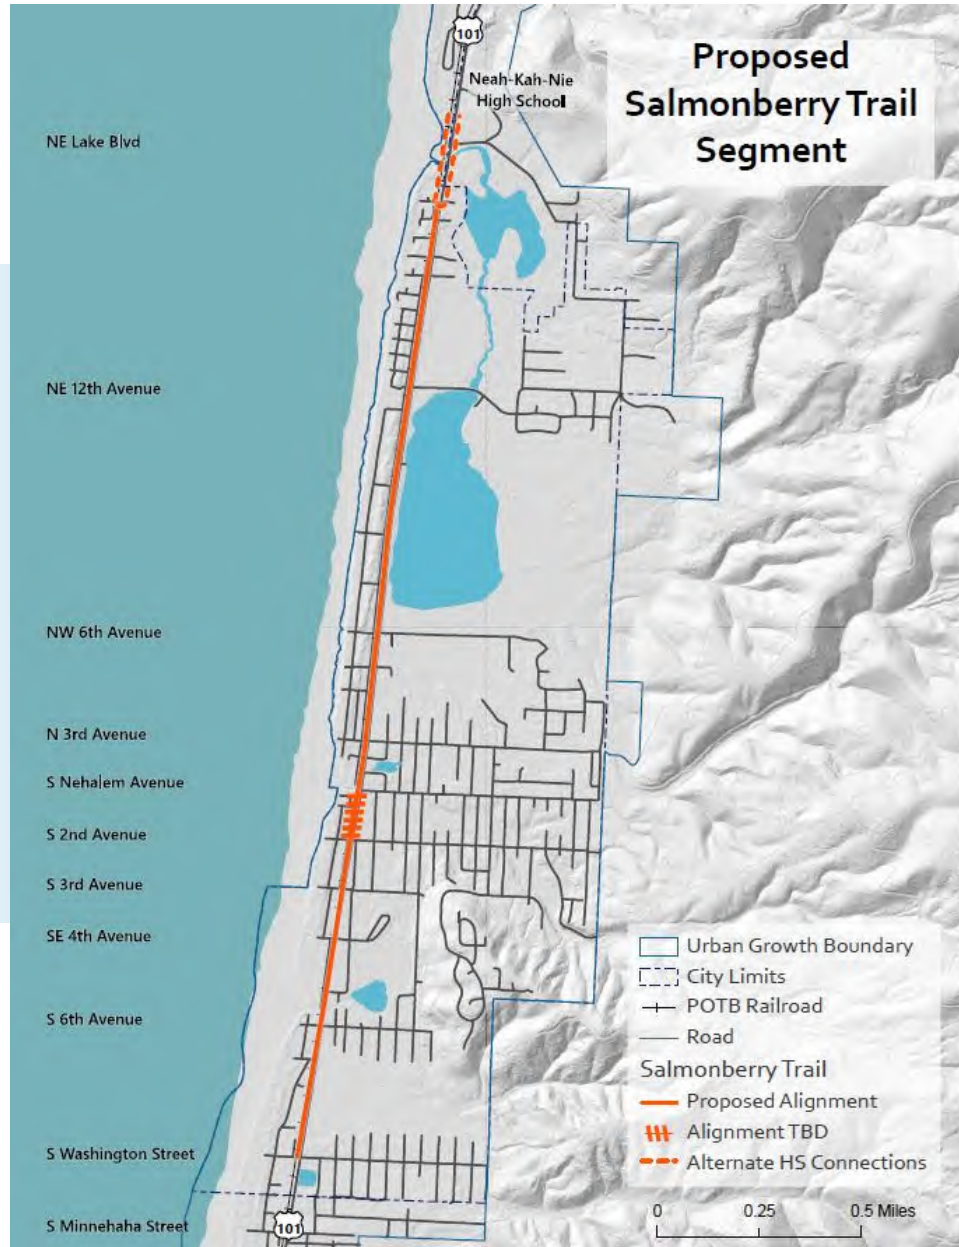 101
Neah-Kah-Nie
High School
Proposed
Salmonberry Trail
Segment
NE Lake Blvd
NE 12th Avenue
NW 6th Avenue
N 3rd Avenue
S Nehalem Avenue
S 2nd Avenue
S 3rd Avenue
SE 4th Avenue
S 6th Avenue
S Washington Street
S Minnehaha Street
101
Urban Growth Boundary
City Limits
POTB Railroad
Road
Salmonberry Trail
Proposed Alignment
Alignment TBD
Alternate HS Connections
0 0.25 0.5 Miles